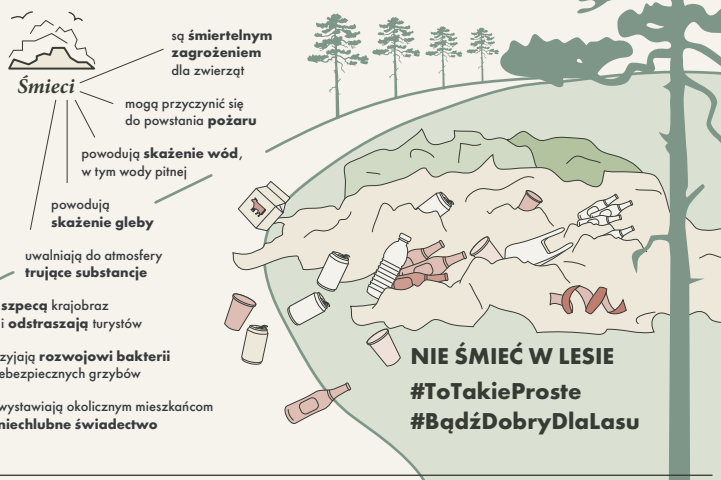 Śmieci
są śmiertelnym
zagrożeniem
dla zwierząt
mogą przyczynić się
do powstania pożaru
powodują skażenie wód,
w tym wody pitnej
powodują
skażenie gleby
uwalniają do atmosfery
trujące substancje
szpecą krajobraz
i odstraszają turystów
zyjają rozwojowi bakterii
ebezpiecznych grzybów
wystawiają okolicznym mieszkańcom
niechlubne świadectwo
NIE ŚMIEĆ W LESIE
#ToTakieProste
#BądźDobryDlaLasu